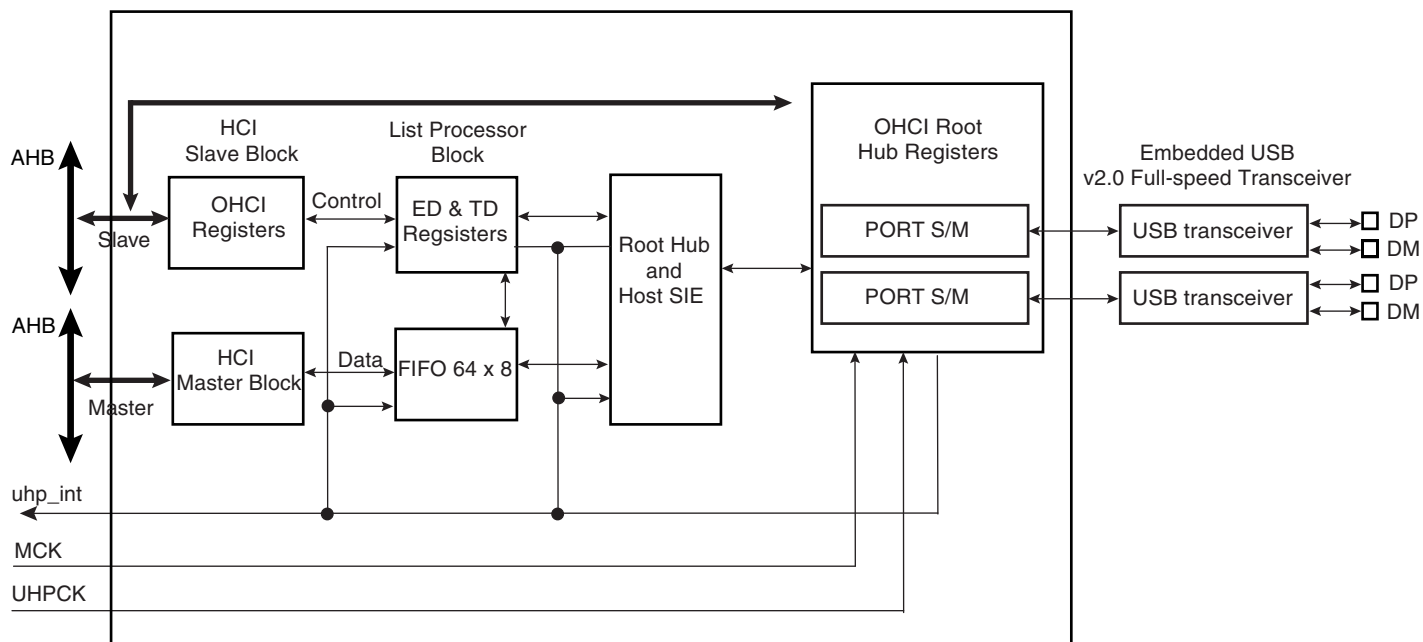 HCI
Slave Block
List Processor
Block
OHCI Root
Hub Registers
Embedded USB
v2.0 Full-speed Transceiver
AHB
Slave
OHCI
Registers
Control
ED & TD
Regsisters
Root Hub
and
Host SIE
PORT S/M
USB transceiver
DP
DM
PORT S/M
USB transceiver
DP
DM
AHB
Master
HCI
Master Block
Data
FIFO 64 x 8
uhp_int
MCK
UHPCK